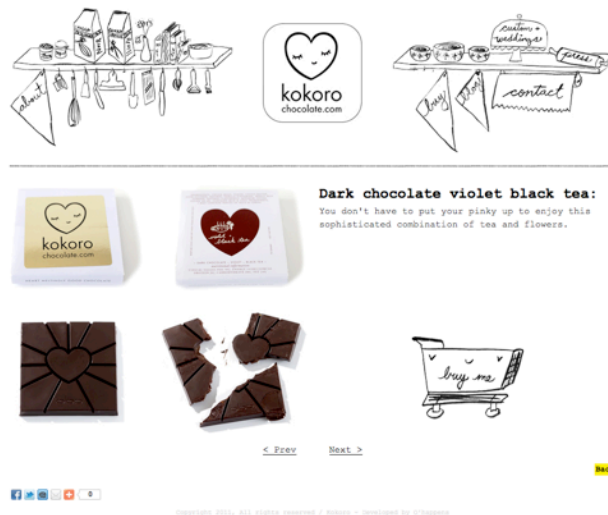 about
kokoro
chocolate.com
custom +
weddings
press
buy
blog
contact
Dark chocolate violet black tea:
You don't have to put your pinky up to enjoy this
sophisticated combination of tea and flowers.
kokoro
chocolate.com
violet
black tea
buy me
< Prev
Next >
Bac
0